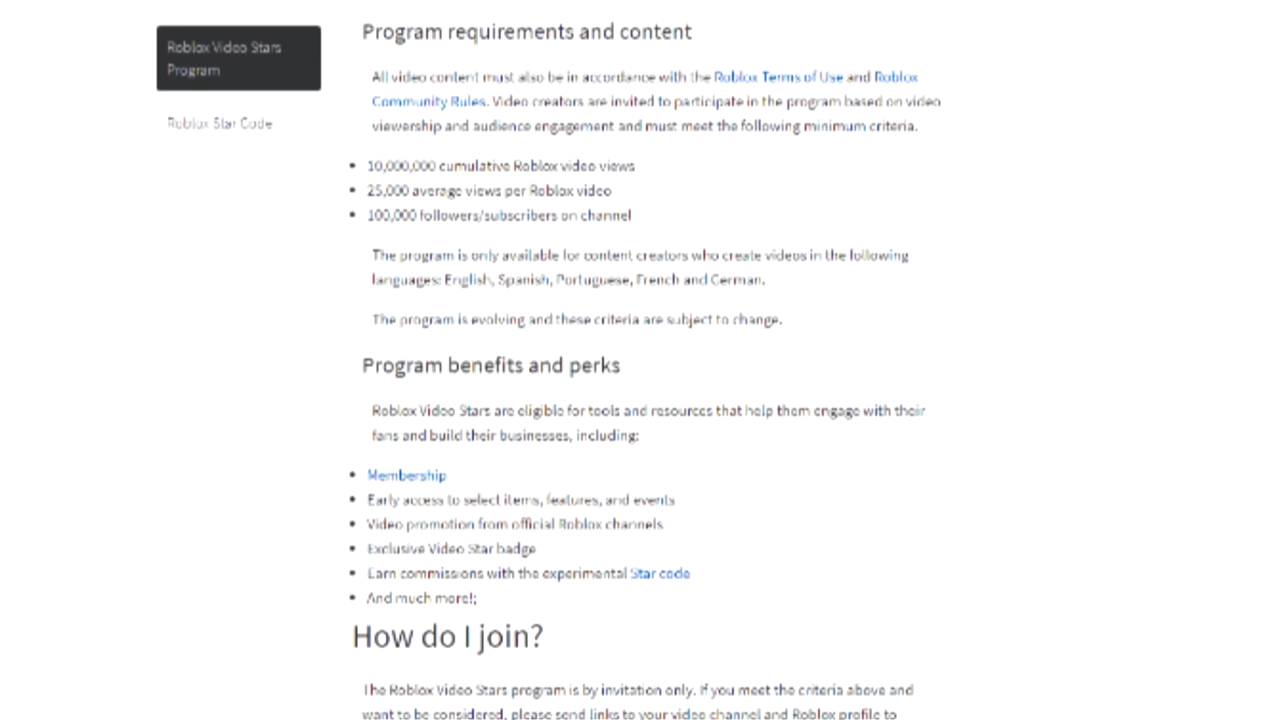 Roblox Video Stars
Program
Roblox Star Code
Program requirements and content
All video content must also be in accordance with the Roblox Terms of Use and Roblox
Community Rules. Video creators are invited to participate in the program based on video
viewership and audience engagement and must meet the following minimum criteria.
• 10,000,000 cumulative Roblox video views
• 25,000 average views per Roblox video
• 100,000 followers/subscribers on channel
The program is only available for content creators who create videos in the following
languages: English, Spanish, Portuguese, French and German.
The program is evolving and these criteria are subject to change.
Program benefits and perks
Roblox Video Stars are eligible for tools and resources that help them engage with their
fans and build their businesses, including:
• Membership
• Early access to select items, features, and events
• Video promotion from official Roblox channels
• Exclusive Video Star badge
• Earn commissions with the experimental Star code
• And much more!;
How do I join?
The Roblox Video Stars program is by invitation only. If you meet the criteria above and
want to be considered, please send links to your video channel and Roblox profile to